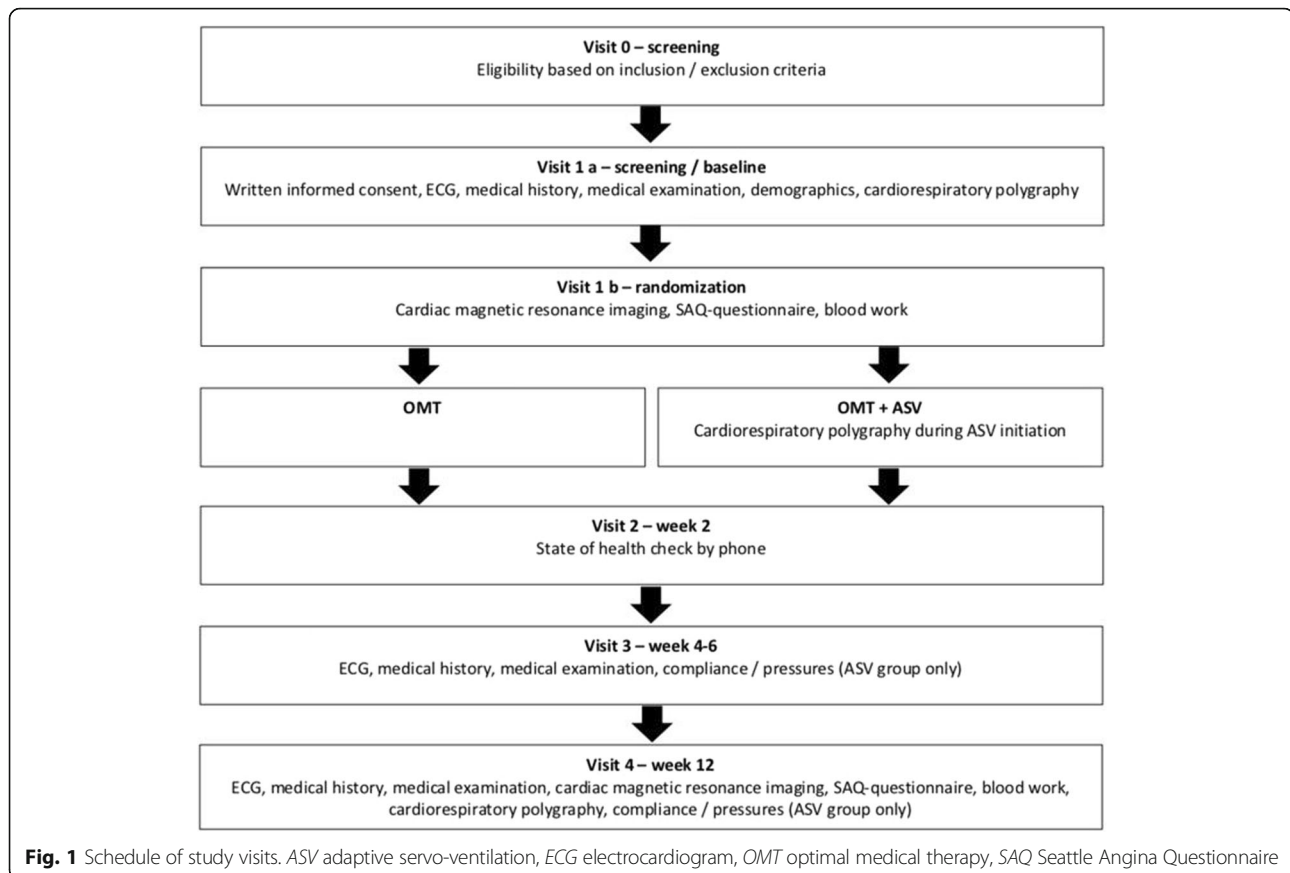 Visit 0 – screening
Eligibility based on inclusion / exclusion criteria
Visit 1 a – screening / baseline
Written informed consent, ECG, medical history, medical examination, demographics, cardiorespiratory polygraphy
Visit 1 b – randomization
Cardiac magnetic resonance imaging, SAQ-questionnaire, blood work
OMT
OMT + ASV
Cardiorespiratory polygraphy during ASV initiation
Visit 2 – week 2
State of health check by phone
Visit 3 – week 4-6
ECG, medical history, medical examination, compliance / pressures (ASV group only)
Visit 4 – week 12
ECG, medical history, medical examination, cardiac magnetic resonance imaging, SAQ-questionnaire, blood work,
cardiorespiratory polygraphy, compliance / pressures (ASV group only)
Fig. 1 Schedule of study visits. ASV adaptive servo-ventilation, ECG electrocardiogram, OMT optimal medical therapy, SAQ Seattle Angina Questionnaire